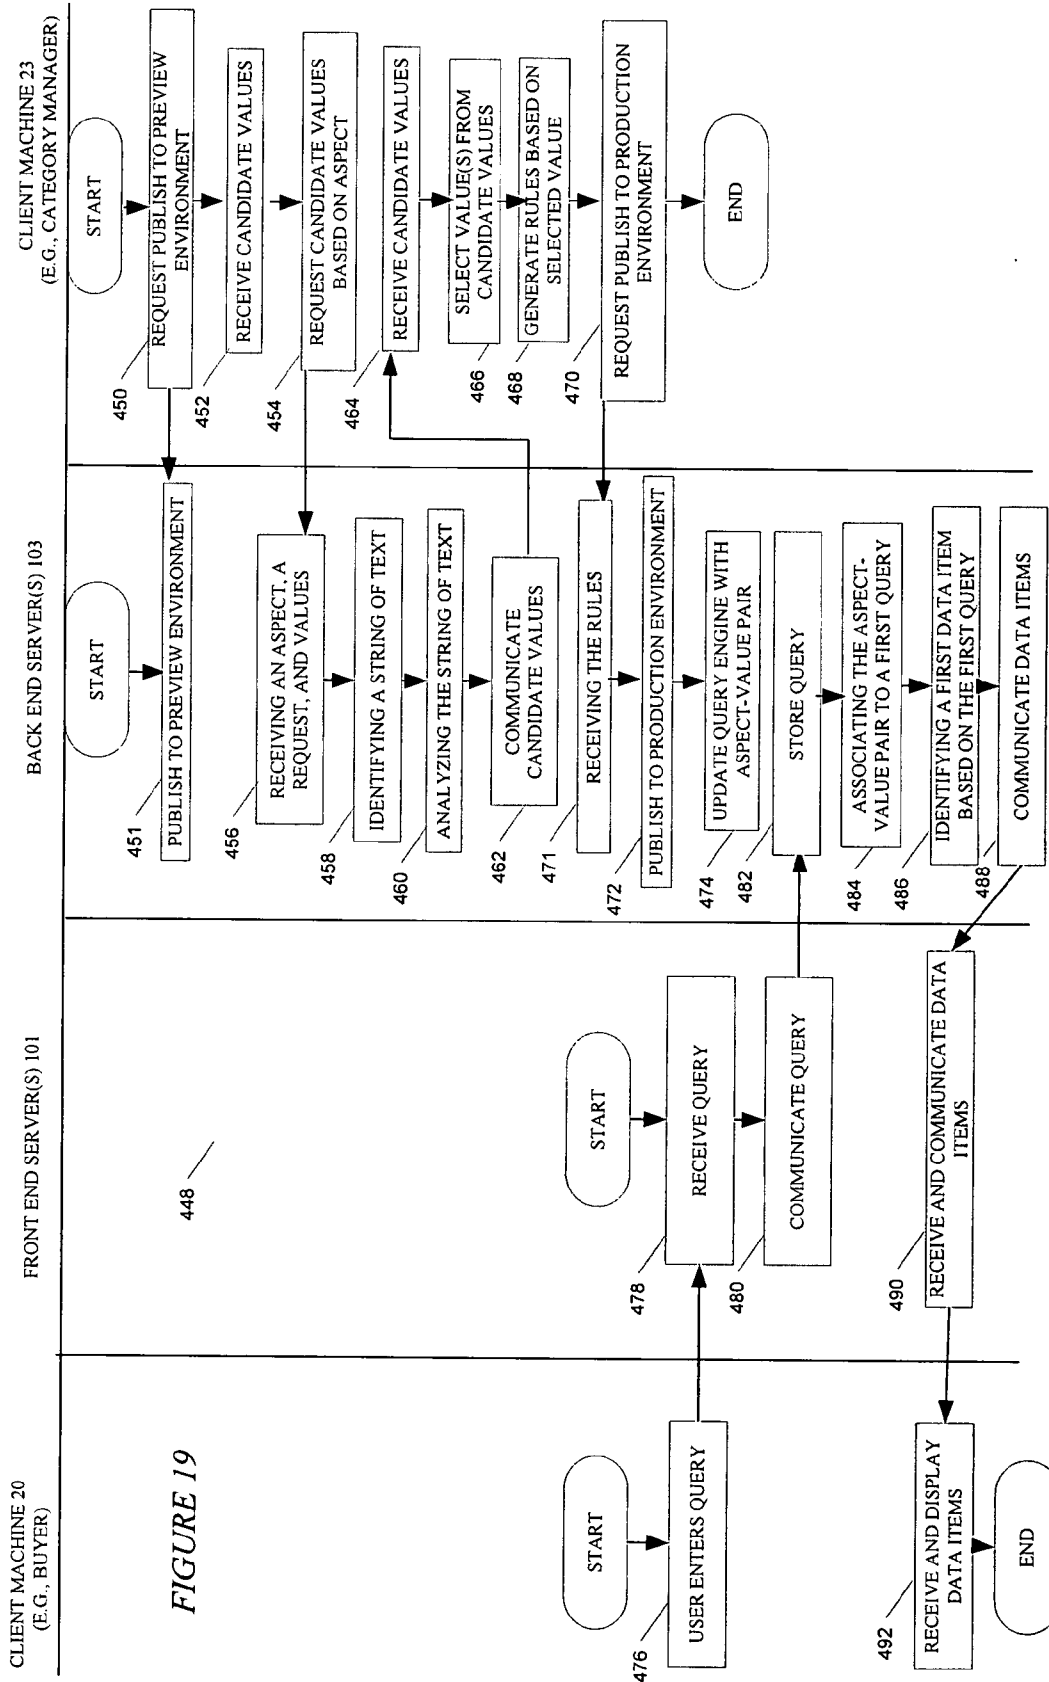 CLIENT MACHINE 20
(E.G., BUYER)
FRONT END SERVER(S) 101
BACK END SERVER(S) 103
CLIENT MACHINE 23
(E.G., CATEGORY MANAGER)
FIGURE 19
448
START
476
USER ENTERS QUERY
492
RECEIVE AND DISPLAY
DATA ITEMS
END
START
478
RECEIVE QUERY
480
COMMUNICATE QUERY
490
RECEIVE AND COMMUNICATE DATA
ITEMS
START
451
PUBLISH TO PREVIEW ENVIRONMENT
456
RECEIVING AN ASPECT, A
REQUEST, AND VALUES
458
IDENTIFYING A STRING OF TEXT
460
ANALYZING THE STRING OF TEXT
462
COMMUNICATE
CANDIDATE VALUES
471
RECEIVING THE RULES
472
PUBLISH TO PRODUCTION ENVIRONMENT
474
UPDATE QUERY ENGINE WITH
ASPECT-VALUE PAIR
482
STORE QUERY
484
ASSOCIATING THE ASPECT-
VALUE PAIR TO A FIRST QUERY
486
IDENTIFYING A FIRST DATA ITEM
BASED ON THE FIRST QUERY
488
COMMUNICATE DATA ITEMS
START
450
REQUEST PUBLISH TO PREVIEW
ENVIRONMENT
452
RECEIVE CANDIDATE VALUES
454
REQUEST CANDIDATE VALUES
BASED ON ASPECT
464
RECEIVE CANDIDATE VALUES
466
SELECT VALUE(S) FROM
CANDIDATE VALUES
468
GENERATE RULES BASED ON
SELECTED VALUE
470
REQUEST PUBLISH TO PRODUCTION
ENVIRONMENT
END